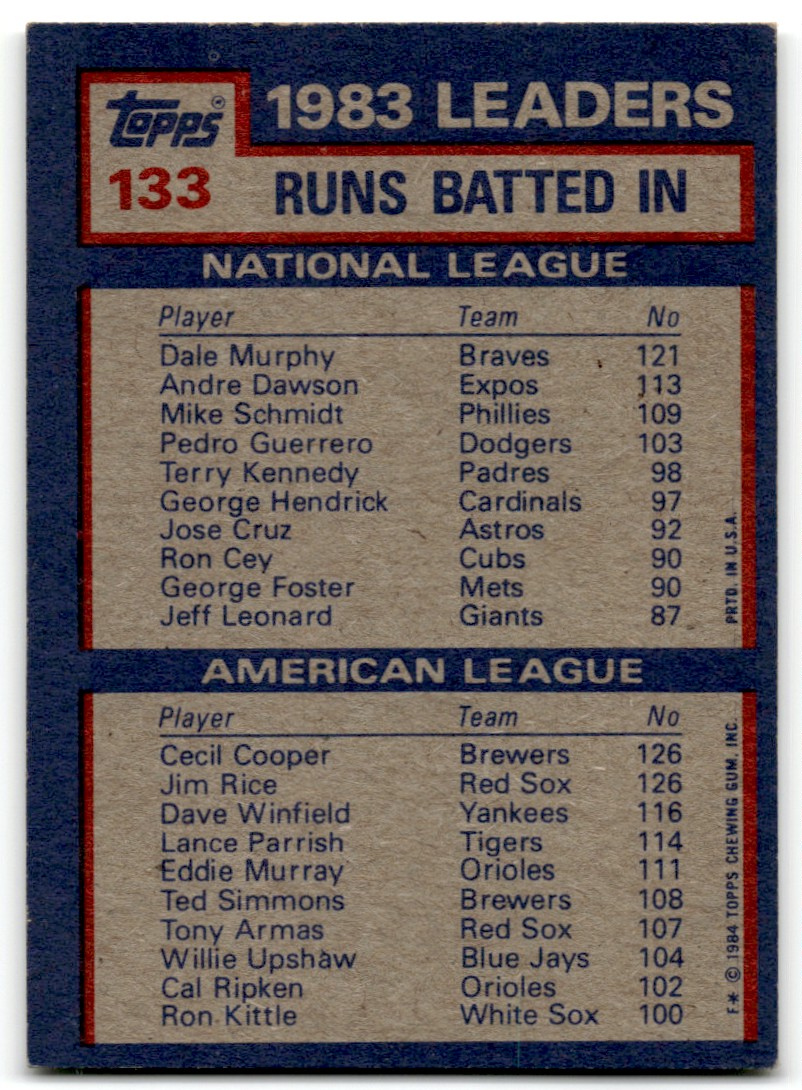 Topps®
1983 LEADERS
133
RUNS BATTED IN
NATIONAL LEAGUE
Player Team No
Dale Murphy Braves 121
Andre Dawson Expos 113
Mike Schmidt Phillies 109
Pedro Guerrero Dodgers 103
Terry Kennedy Padres 98
George Hendrick Cardinals 97
Jose Cruz Astros 92
Ron Cey Cubs 90
George Foster Mets 90
Jeff Leonard Giants 87
PRTD. IN U.S.A.
AMERICAN LEAGUE
Player Team No
Cecil Cooper Brewers 126
Jim Rice Red Sox 126
Dave Winfield Yankees 116
Lance Parrish Tigers 114
Eddie Murray Orioles 111
Ted Simmons Brewers 108
Tony Armas Red Sox 107
Willie Upshaw Blue Jays 104
Cal Ripken Orioles 102
Ron Kittle White Sox 100
F* © 1984 TOPPS CHEWING GUM, INC.